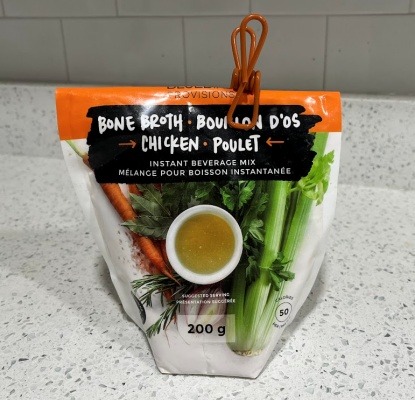 PROVISIONS
BONE BROTH · BOUILLON D'OS
→ CHICKEN · POULET ←
INSTANT BEVERAGE MIX
MÉLANGE POUR BOISSON INSTANTANÉE
SUGGESTED SERVING
PRÉSENTATION SUGGÉRÉE
200 g
CALORIES
50